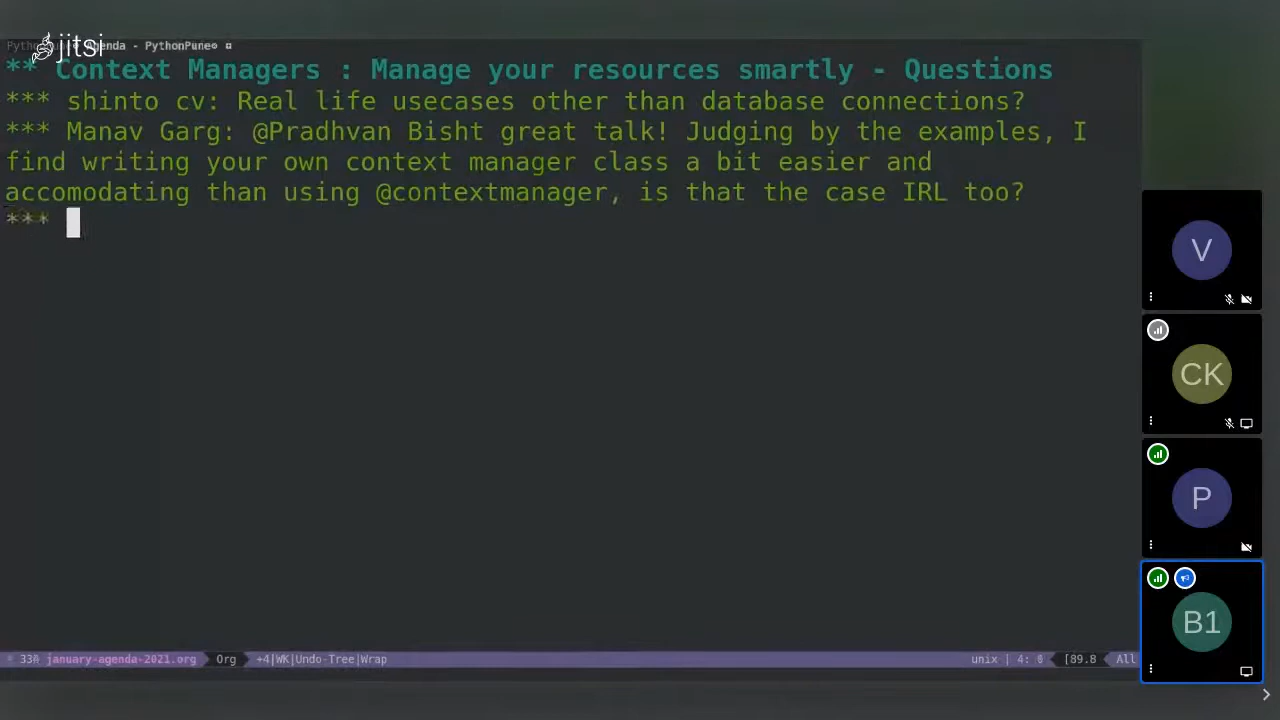 jitsi
Agenda - PythonPune
** Context Managers : Manage your resources smartly - Questions
*** shinto cv: Real life usecases other than database connections?
*** Manav Garg: @Pradhvan Bisht great talk! Judging by the examples, I
find writing your own context manager class a bit easier and
accomodating than using @contextmanager, is that the case IRL too?
***
V
CK
P
B1
january-agenda-2021.org Org +4|WK|Undo-Tree|Wrap unix | 4: 0 [89.8 All